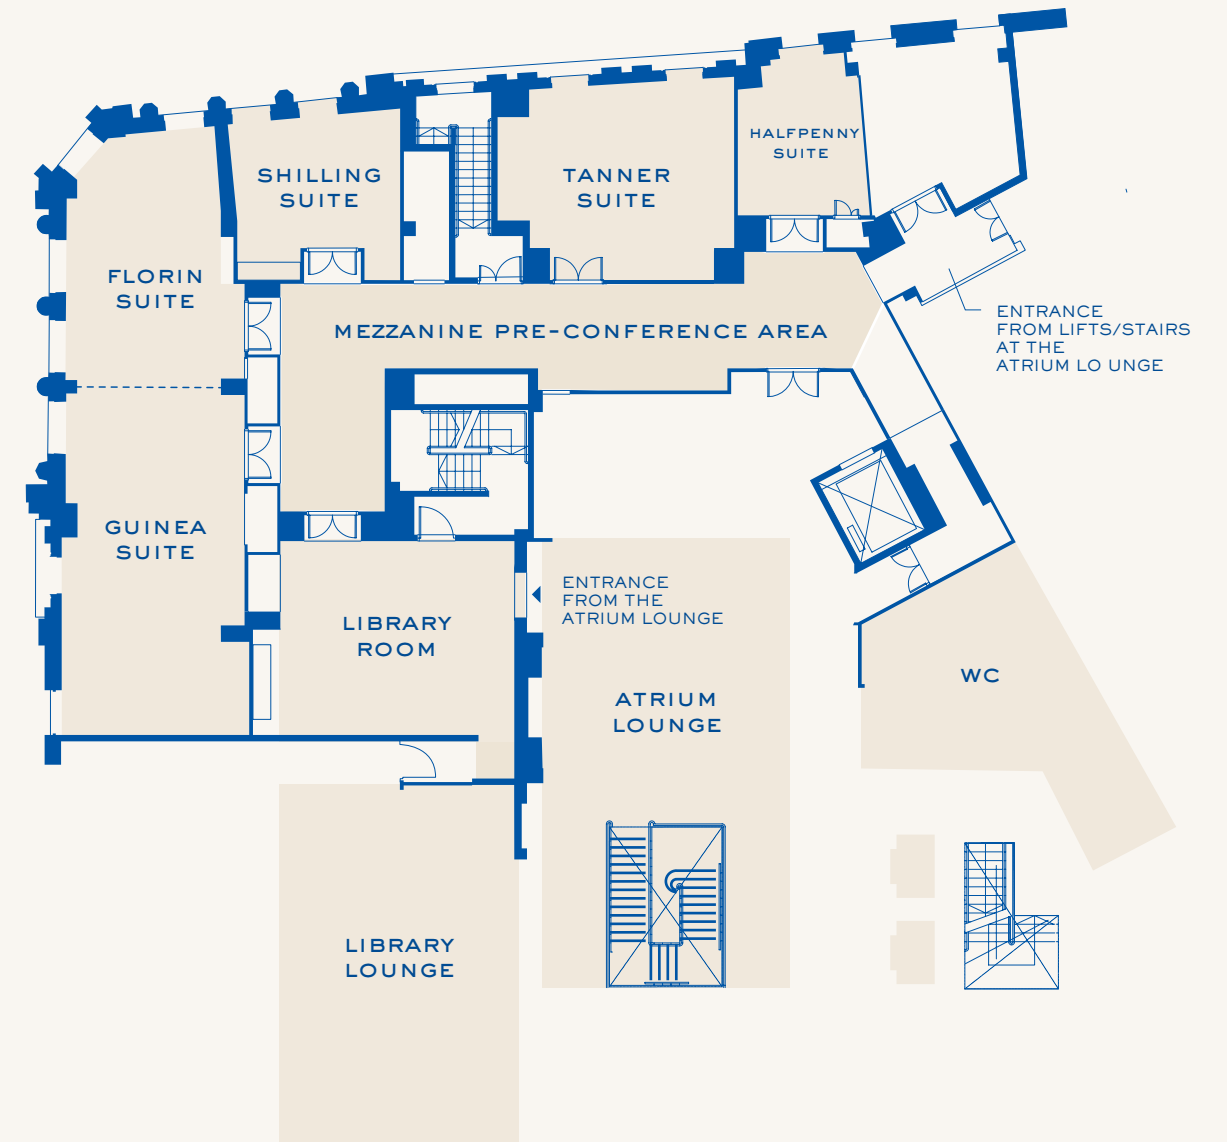 HALFPENNY
SUITE
SHILLING
SUITE
TANNER
SUITE
FLORIN
SUITE
MEZZANINE PRE-CONFERENCE AREA
ENTRANCE
FROM LIFTS/STAIRS
AT THE
ATRIUM LO UNGE
GUINEA
SUITE
ENTRANCE
FROM THE
ATRIUM LOUNGE
LIBRARY
ROOM
WC
ATRIUM
LOUNGE
LIBRARY
LOUNGE